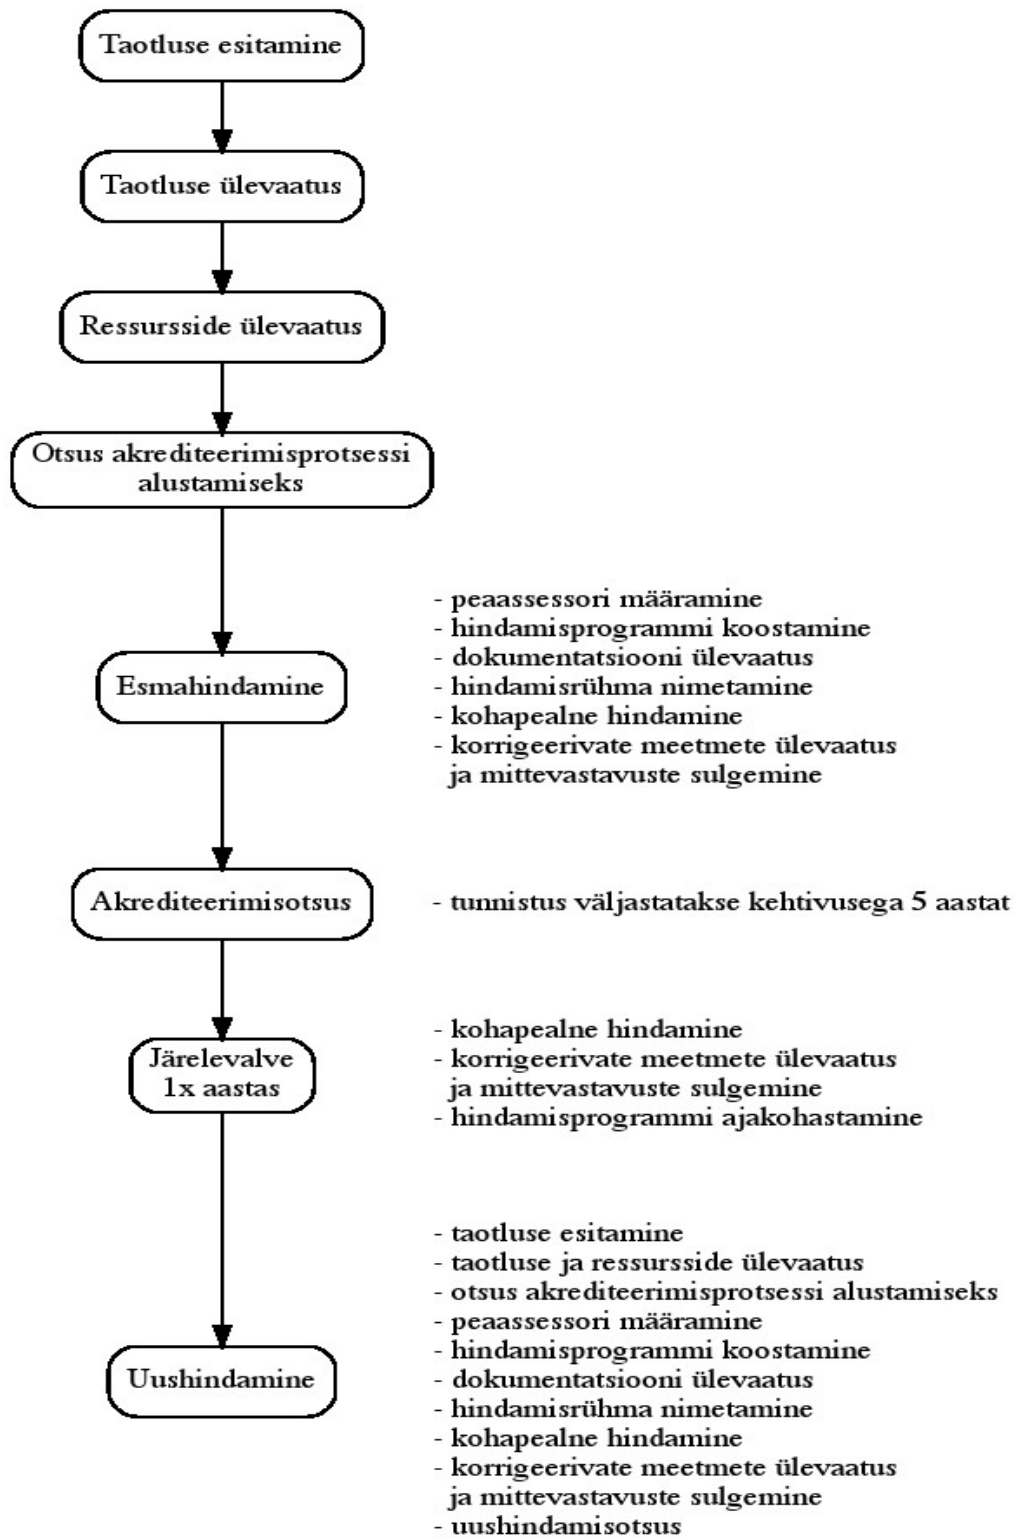 Taotluse esitamine
Taotluse ülevaatus
Ressursside ülevaatus
Otsus akrediteerimisprotsessi
alustamiseks
- peaassessori määramine
- hindamisprogrammi koostamine
- dokumentatsiooni ülevaatus
- hindamisrühma nimetamine
- kohapealne hindamine
- korrigeerivate meetmete ülevaatus
ja mittevastavuste sulgemine
Esmahindamine
Akrediteerimisotsus
- tunnistus väljastatakse kehtivusega 5 aastat
Järelevalve
1x aastas
- kohapealne hindamine
- korrigeerivate meetmete ülevaatus
ja mittevastavuste sulgemine
- hindamisprogrammi ajakohastamine
Uushindamine
- taotluse esitamine
- taotluse ja ressursside ülevaatus
- otsus akrediteerimisprotsessi alustamiseks
- peaassessori määramine
- hindamisprogrammi koostamine
- dokumentatsiooni ülevaatus
- hindamisrühma nimetamine
- kohapealne hindamine
- korrigeerivate meetmete ülevaatus
ja mittevastavuste sulgemine
- uushindamisotsus